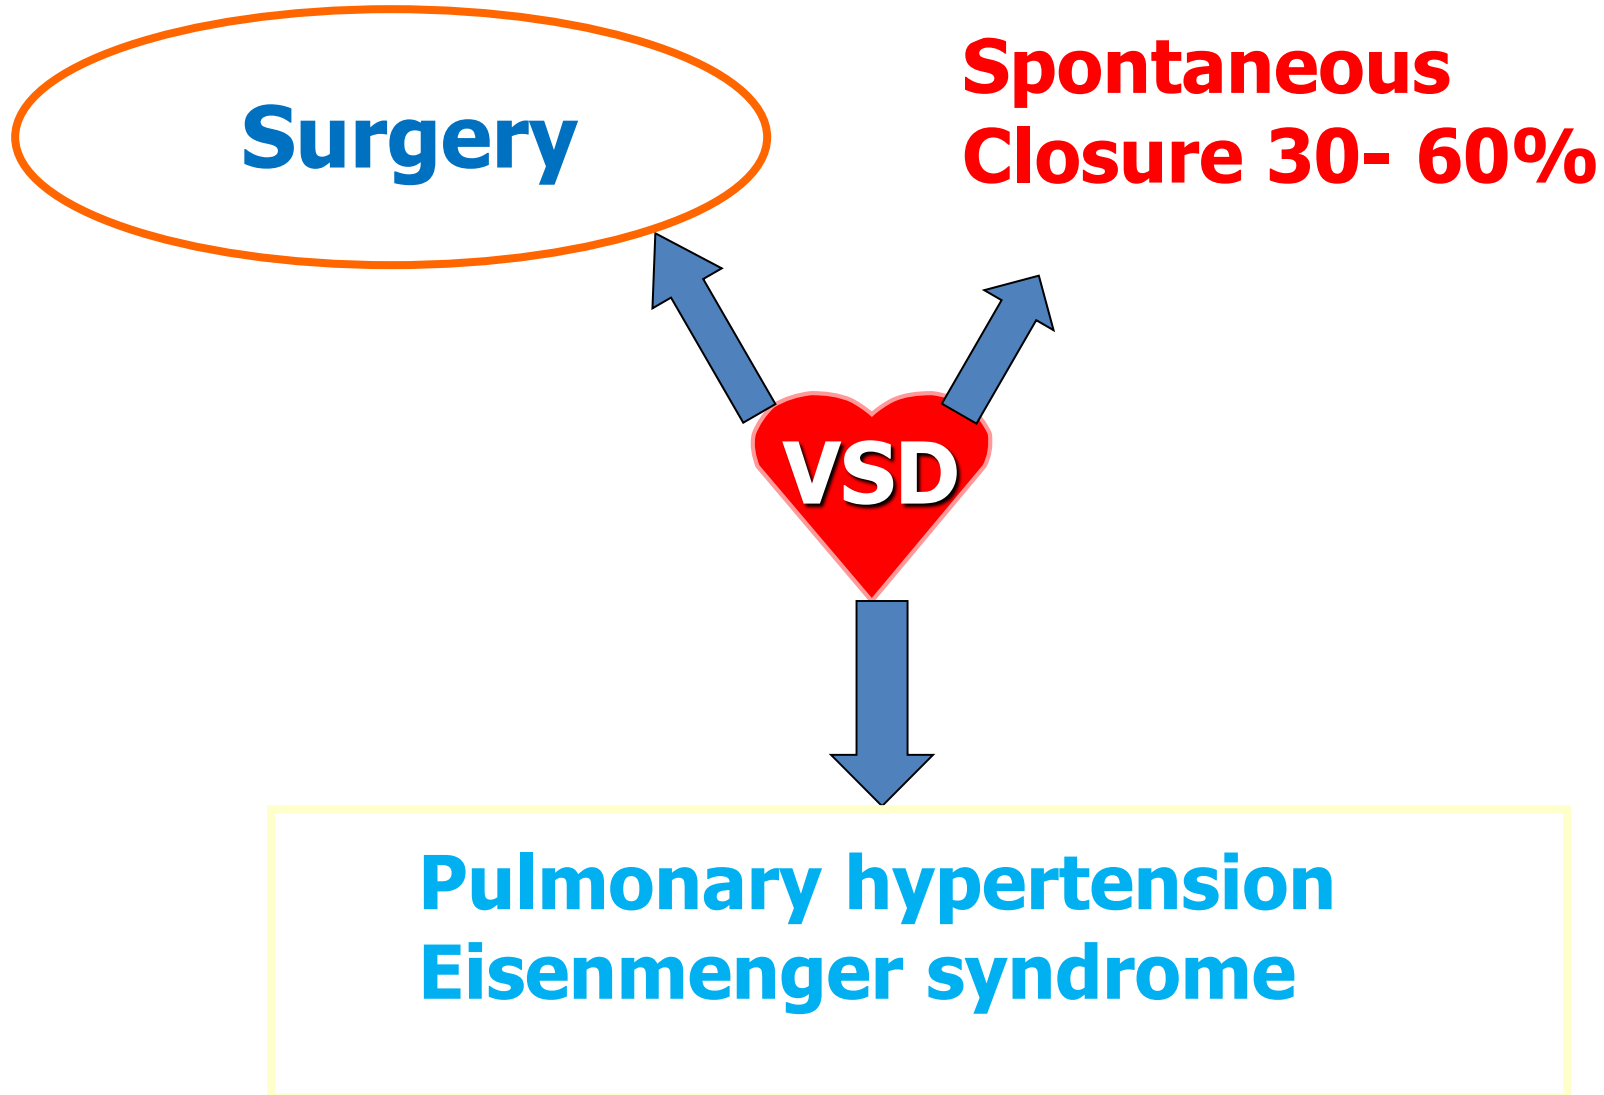 Surgery
Spontaneous
Closure 30- 60%
VSD
Pulmonary hypertension
Eisenmenger syndrome